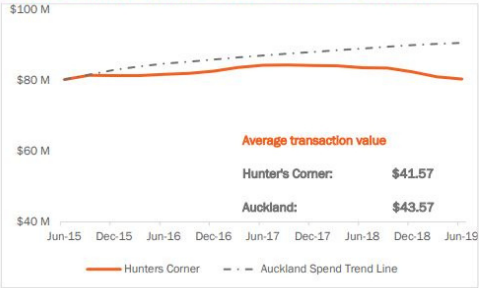 $100 M
$80 M
$60 M
$40 M
Average transaction value
Hunter's Corner: $41.57
Auckland: $43.57
Jun-15 Dec-15 Jun-16 Dec-16 Jun-17 Dec-17 Jun-18 Dec-18 Jun-19
Hunters Corner Auckland Spend Trend Line